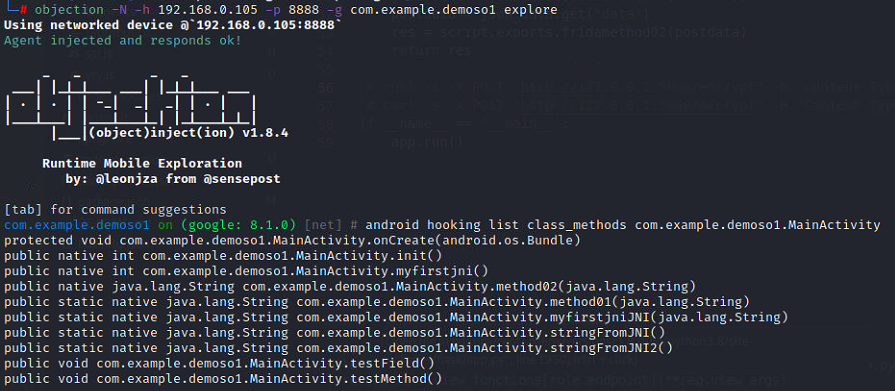 └─# objection -N -h 192.168.0.105 -p 8888 -g com.example.demoso1 explore
Using networked device @`192.168.0.105:8888`
Agent injected and responds ok!
|___|(object)inject(ion) v1.8.4
Runtime Mobile Exploration
by: @leonjza from @sensepost
[tab] for command suggestions
com.example.demoso1 on (google: 8.1.0) [net] # android hooking list class_methods com.example.demoso1.MainActivity
protected void com.example.demoso1.MainActivity.onCreate(android.os.Bundle)
public native int com.example.demoso1.MainActivity.init()
public native int com.example.demoso1.MainActivity.myfirstjni()
public native java.lang.String com.example.demoso1.MainActivity.method02(java.lang.String)
public static native java.lang.String com.example.demoso1.MainActivity.method01(java.lang.String)
public static native java.lang.String com.example.demoso1.MainActivity.myfirstjniJNI(java.lang.String)
public static native java.lang.String com.example.demoso1.MainActivity.stringFromJNI()
public static native java.lang.String com.example.demoso1.MainActivity.stringFromJNI2()
public void com.example.demoso1.MainActivity.testField()
public void com.example.demoso1.MainActivity.testMethod()